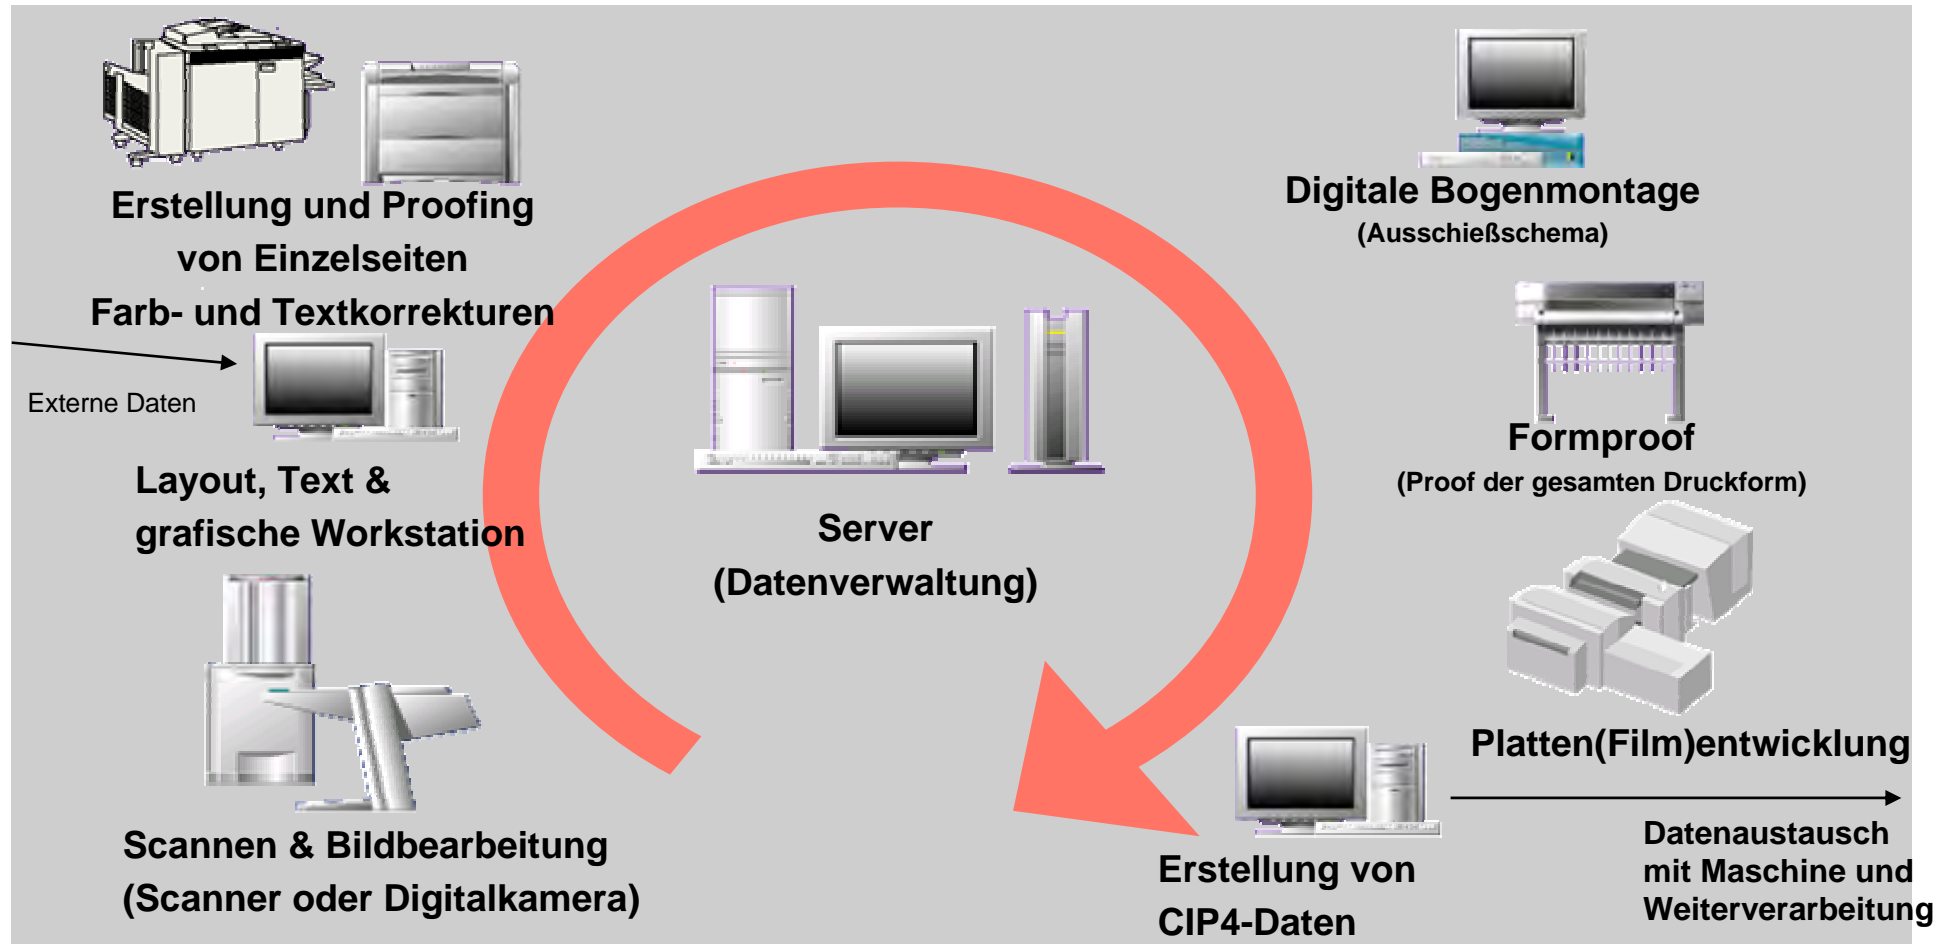 Erstellung und Proofing
von Einzelseiten
Farb- und Textkorrekturen
Externe Daten
Layout, Text &
grafische Workstation
Scannen & Bildbearbeitung
(Scanner oder Digitalkamera)
Server
(Datenverwaltung)
Digitale Bogenmontage
(Ausschießschema)
Formproof
(Proof der gesamten Druckform)
Platten(Film)entwicklung
Erstellung von
CIP4-Daten
Datenaustausch
mit Maschine und
Weiterverarbeitung